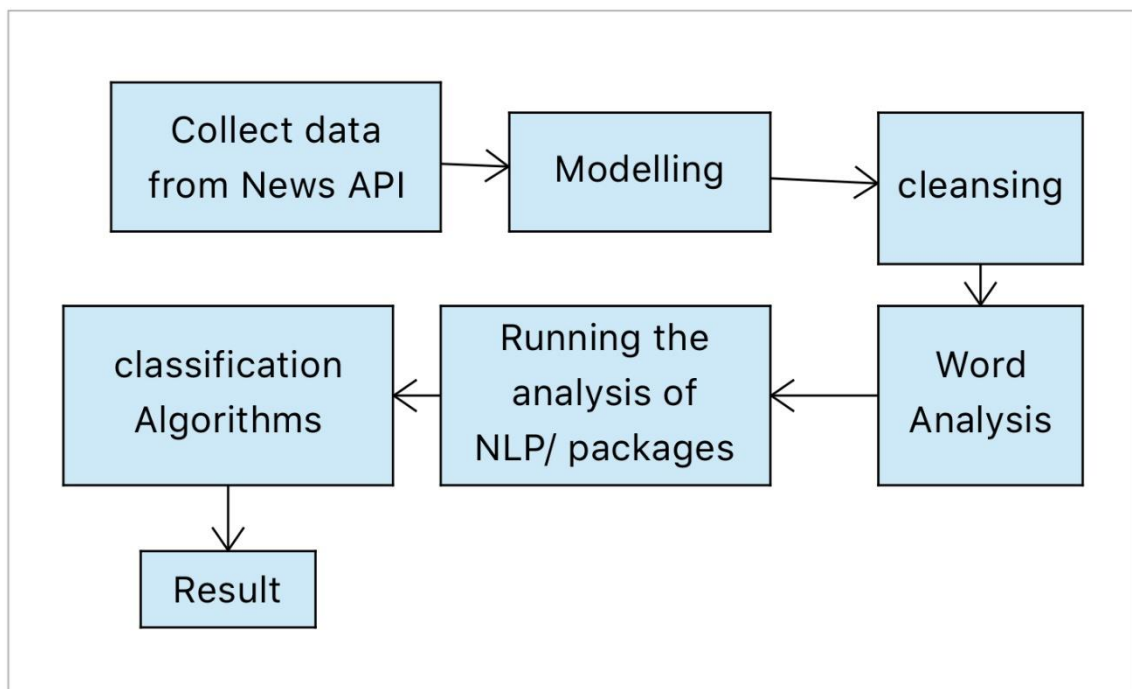 Collect data
from News API
Modelling
cleansing
Word
Analysis
Running the
analysis of
NLP/ packages
classification
Algorithms
Result